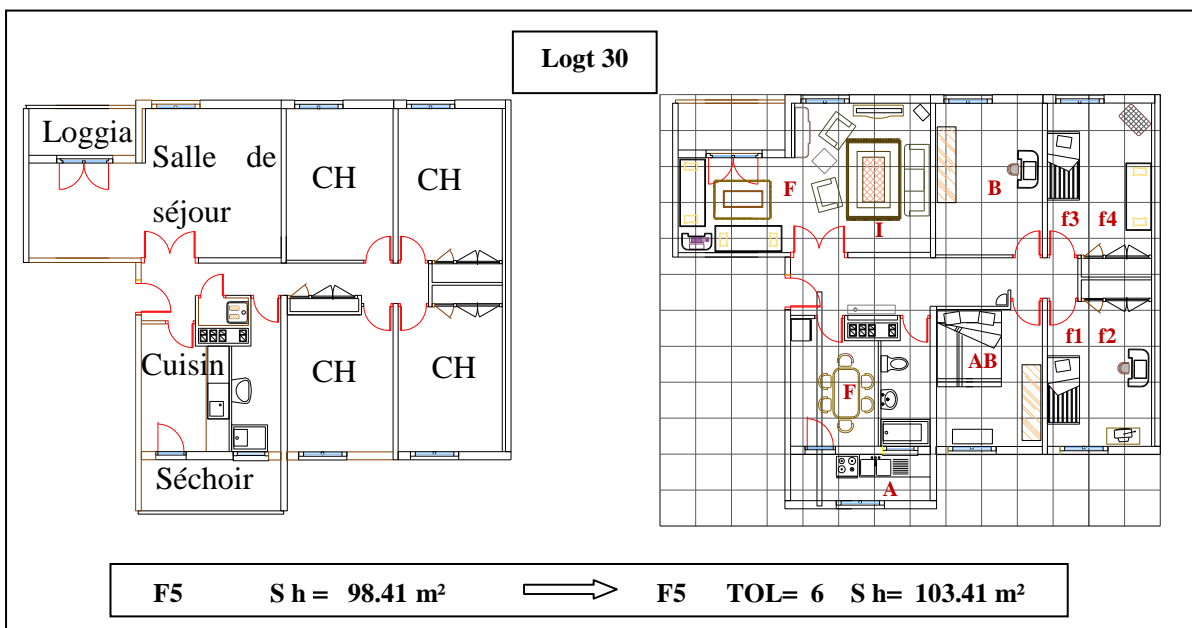 Logt 30
Loggia
Salle de
séjour
CH
CH
Cuisin
CH
CH
Séchoir
F
I
B
f3 f4
f1 f2
AB
F
A
F5 S h = 98.41 m² F5 TOL= 6 S h= 103.41 m²